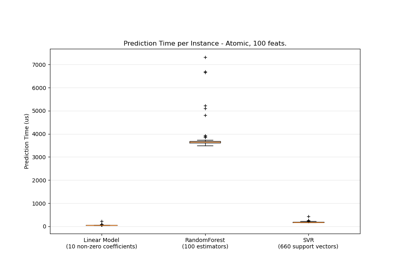 Prediction Time per Instance - Atomic, 100 feats.
7000
6000
5000
4000
3000
2000
1000
0
Prediction Time (us)
Linear Model
(10 non-zero coefficients)
RandomForest
(100 estimators)
SVR
(660 support vectors)